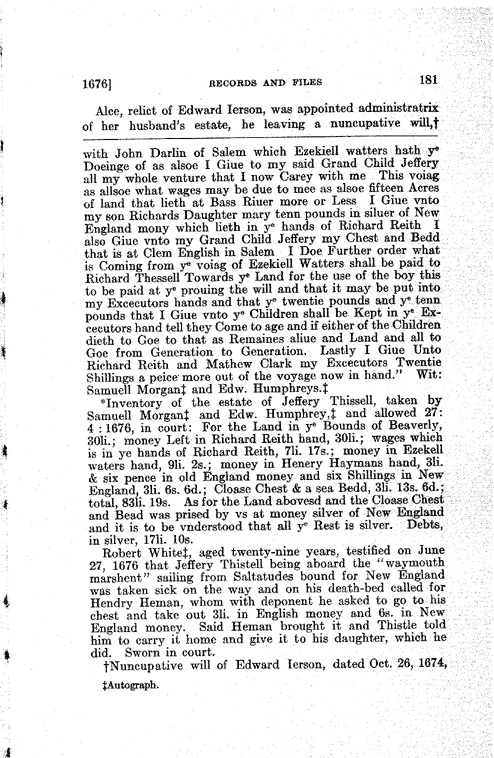 1676] RECORDS AND FILES 181
Alce, relict of Edward Ierson, was appointed administratrix
of her husband's estate, he leaving a nuncupative will,†
with John Darlin of Salem which Ezekiell watters hath yᵉ
Doeinge of as alsoe I Giue to my said Grand Child Jeffery
all my whole venture that I now Carey with me This voiag
as allsoe what wages may be due to mee as alsoe fifteen Acres
of land that lieth at Bass Riuer more or Less I Giue vnto
my son Richards Daughter mary tenn pounds in siluer of New
England mony which lieth in yᵉ hands of Richard Reith I
also Giue vnto my Grand Child Jeffery my Chest and Bedd
that is at Clem English in Salem I Doe Further order what
is Coming from yᵉ voiag of Ezekiell Watters shall be paid to
Richard Thessell Towards yᵉ Land for the use of the boy this
to be paid at yᵉ prouing the will and that it may be put into
my Excecutors hands and that yᵉ twentie pounds and yᵉ tenn
pounds that I Giue vnto yᵉ Children shall be Kept in yᵉ Ex-
cecutors hand tell they Come to age and if either of the Children
dieth to Goe to that as Remaines aliue and Land and all to
Goe from Generation to Generation. Lastly I Giue Unto
Richard Reith and Mathew Clark my Excecutors Twentie
Shillings a peice more out of the voyage now in hand." Wit:
Samuell Morgan‡ and Edw. Humphreys.‡
*Inventory of the estate of Jeffery Thissell, taken by
Samuell Morgan‡ and Edw. Humphrey,‡ and allowed 27:
4 : 1676, in court: For the Land in yᵉ Bounds of Beaverly,
30li.; money Left in Richard Reith hand, 30li.; wages which
is in ye hands of Richard Reith, 7li. 17s.; money in Ezekell
waters hand, 9li. 2s.; money in Henery Haymans hand, 3li.
& six pence in old England money and six Shillings in New
England, 3li. 6s. 6d.; Cloase Chest & a sea Bedd, 3li. 13s. 6d.;
total, 83li. 19s. As for the Land abovesd and the Cloase Chest
and Bead was prised by vs at money silver of New England
and it is to be vnderstood that all yᵉ Rest is silver. Debts,
in silver, 17li. 10s.
Robert White‡, aged twenty-nine years, testified on June
27, 1676 that Jeffery Thistell being aboard the "waymouth
marshent" sailing from Saltatudes bound for New England
was taken sick on the way and on his death-bed called for
Hendry Heman, whom with deponent he asked to go to his
chest and take out 3li. in English money and 6s. in New
England money. Said Heman brought it and Thistle told
him to carry it home and give it to his daughter, which he
did. Sworn in court.
†Nuncupative will of Edward Ierson, dated Oct. 26, 1674,
‡Autograph.